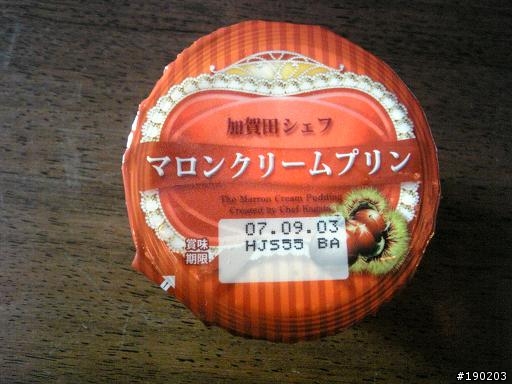 加賀田シェフ
マロンクリームプリン
The Marron Cream Pudding
Created by Chef Kagata
賞味
期限
07.09.03
HJS55 BA
#190203